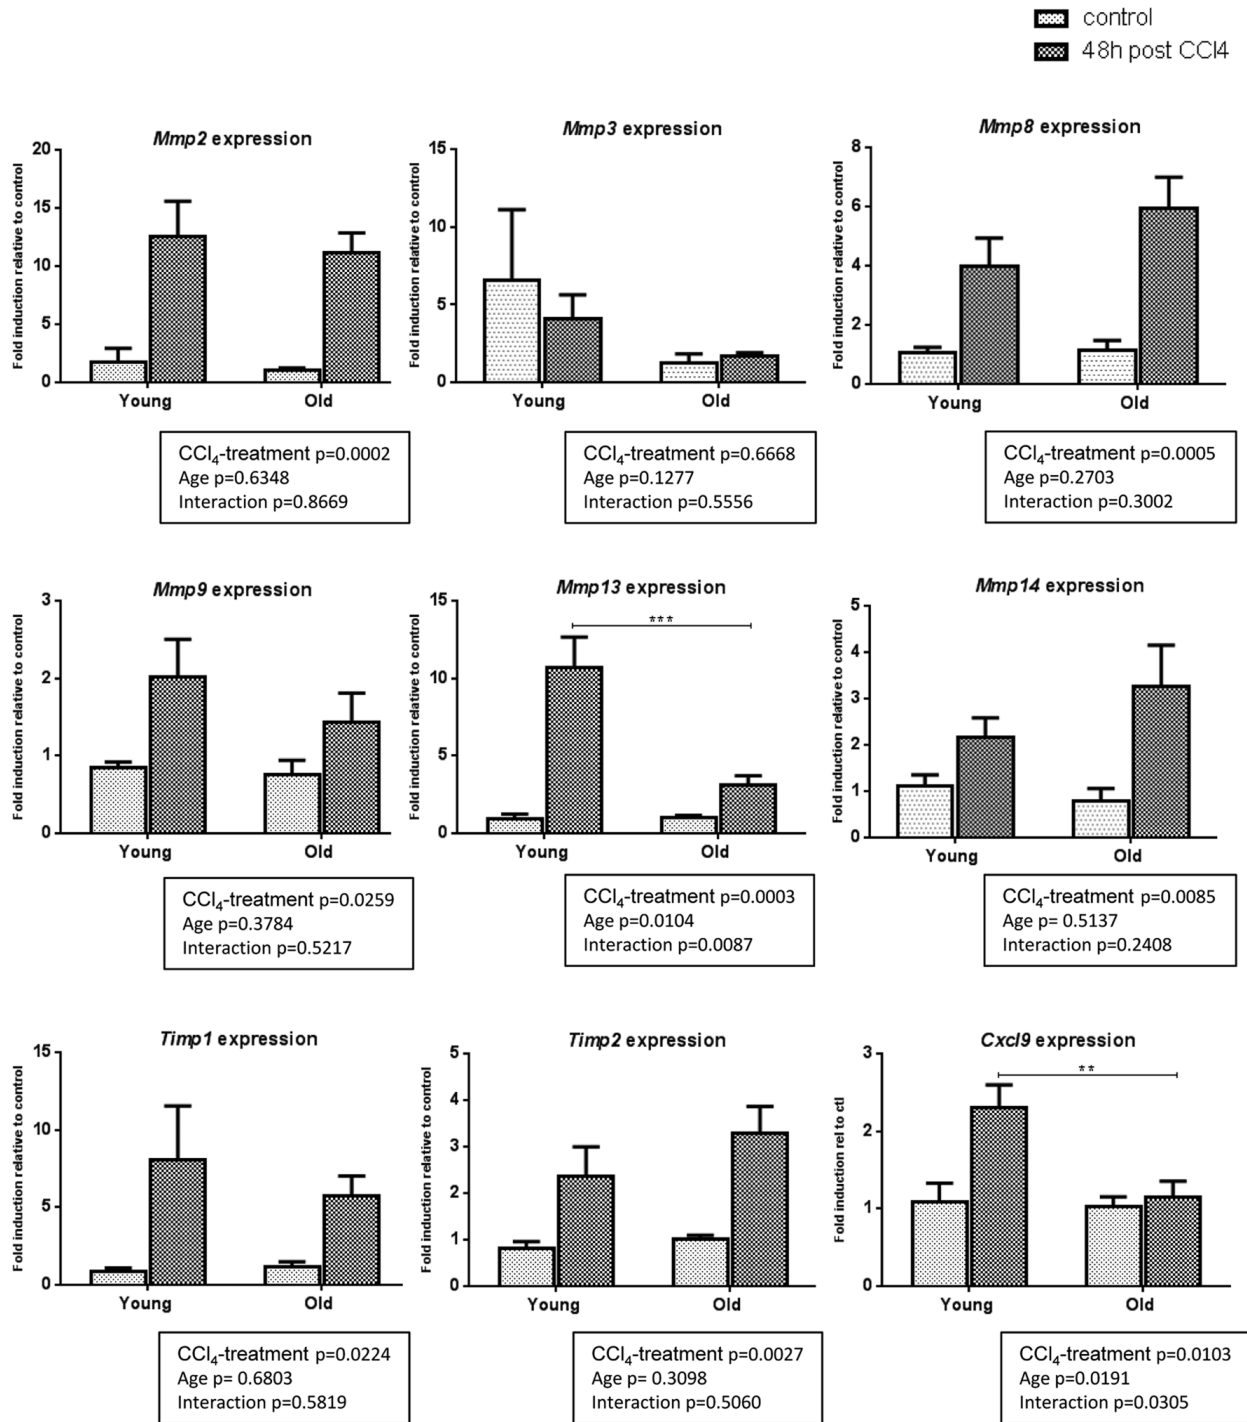 control
48h post CCl4
Mmp2 expression
Fold induction relative to control
20
15
10
5
0
Young Old
CCl4-treatment p=0.0002
Age p=0.6348
Interaction p=0.8669
Mmp3 expression
Fold induction relative to control
15
10
5
0
Young Old
CCl4-treatment p=0.6668
Age p=0.1277
Interaction p=0.5556
Mmp8 expression
Fold induction relative to control
8
6
4
2
0
Young Old
CCl4-treatment p=0.0005
Age p=0.2703
Interaction p=0.3002
Mmp9 expression
Fold induction relative to control
3
2
1
0
Young Old
CCl4-treatment p=0.0259
Age p=0.3784
Interaction p=0.5217
Mmp13 expression
Fold induction relative to control
15
10
5
0
***
Young Old
CCl4-treatment p=0.0003
Age p=0.0104
Interaction p=0.0087
Mmp14 expression
Fold induction relative to control
5
4
3
2
1
0
Young Old
CCl4-treatment p=0.0085
Age p= 0.5137
Interaction p=0.2408
Timp1 expression
Fold induction relative to control
15
10
5
0
Young Old
CCl4-treatment p=0.0224
Age p= 0.6803
Interaction p=0.5819
Timp2 expression
Fold induction relative to control
5
4
3
2
1
0
Young Old
CCl4-treatment p=0.0027
Age p= 0.3098
Interaction p=0.5060
Cxcl9 expression
Fold induction rel to ctl
3
2
1
0
**
Young Old
CCl4-treatment p=0.0103
Age p=0.0191
Interaction p=0.0305